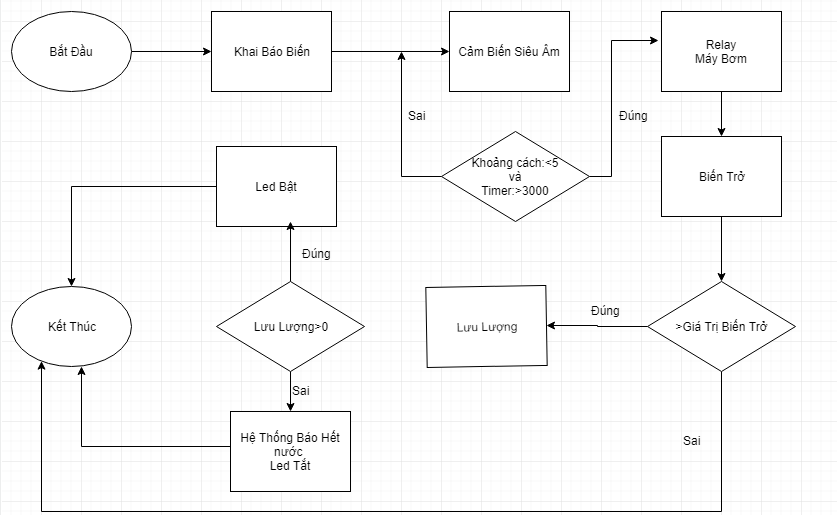 Bắt Đầu
Khai Báo Biến
Cảm Biến Siêu Âm
Relay
Máy Bơm
Sai
Đúng
Khoảng cách:<5
và
Timer:>3000
Led Bật
Biến Trở
Đúng
Kết Thúc
Lưu Lượng>0
Lưu Lượng
Đúng
>Giá Trị Biến Trở
Sai
Hệ Thống Báo Hết
nước
Led Tắt
Sai